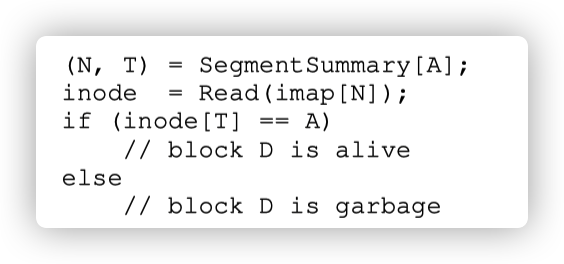 (N, T) = SegmentSummary[A];
inode  = Read(imap[N]);
if (inode[T] == A)
    // block D is alive
else
    // block D is garbage